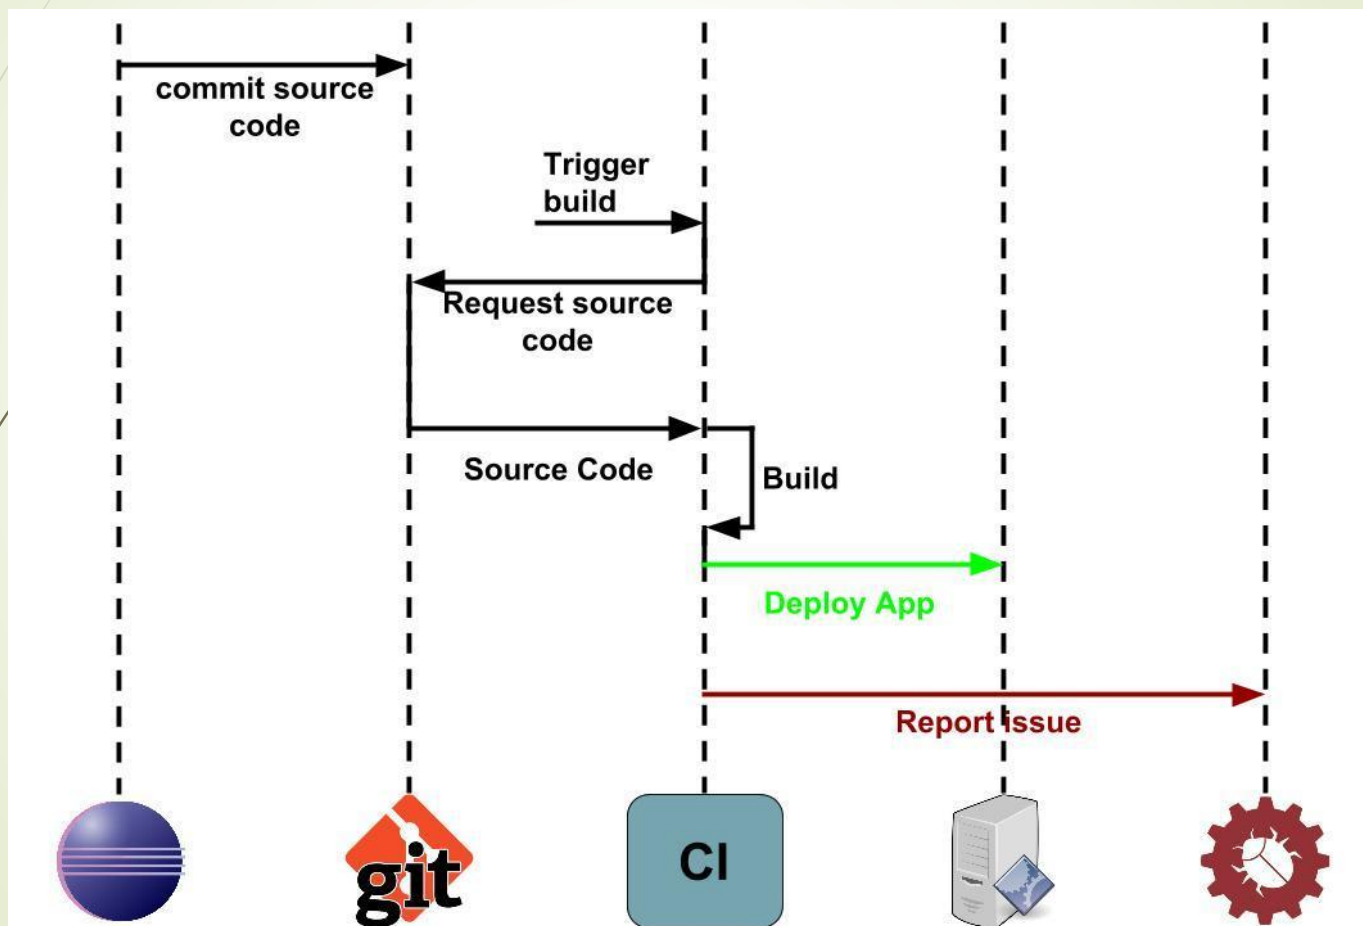 commit source
code
Trigger
build
Request source
code
Source Code
Build
Deploy App
Report issue
git
CI